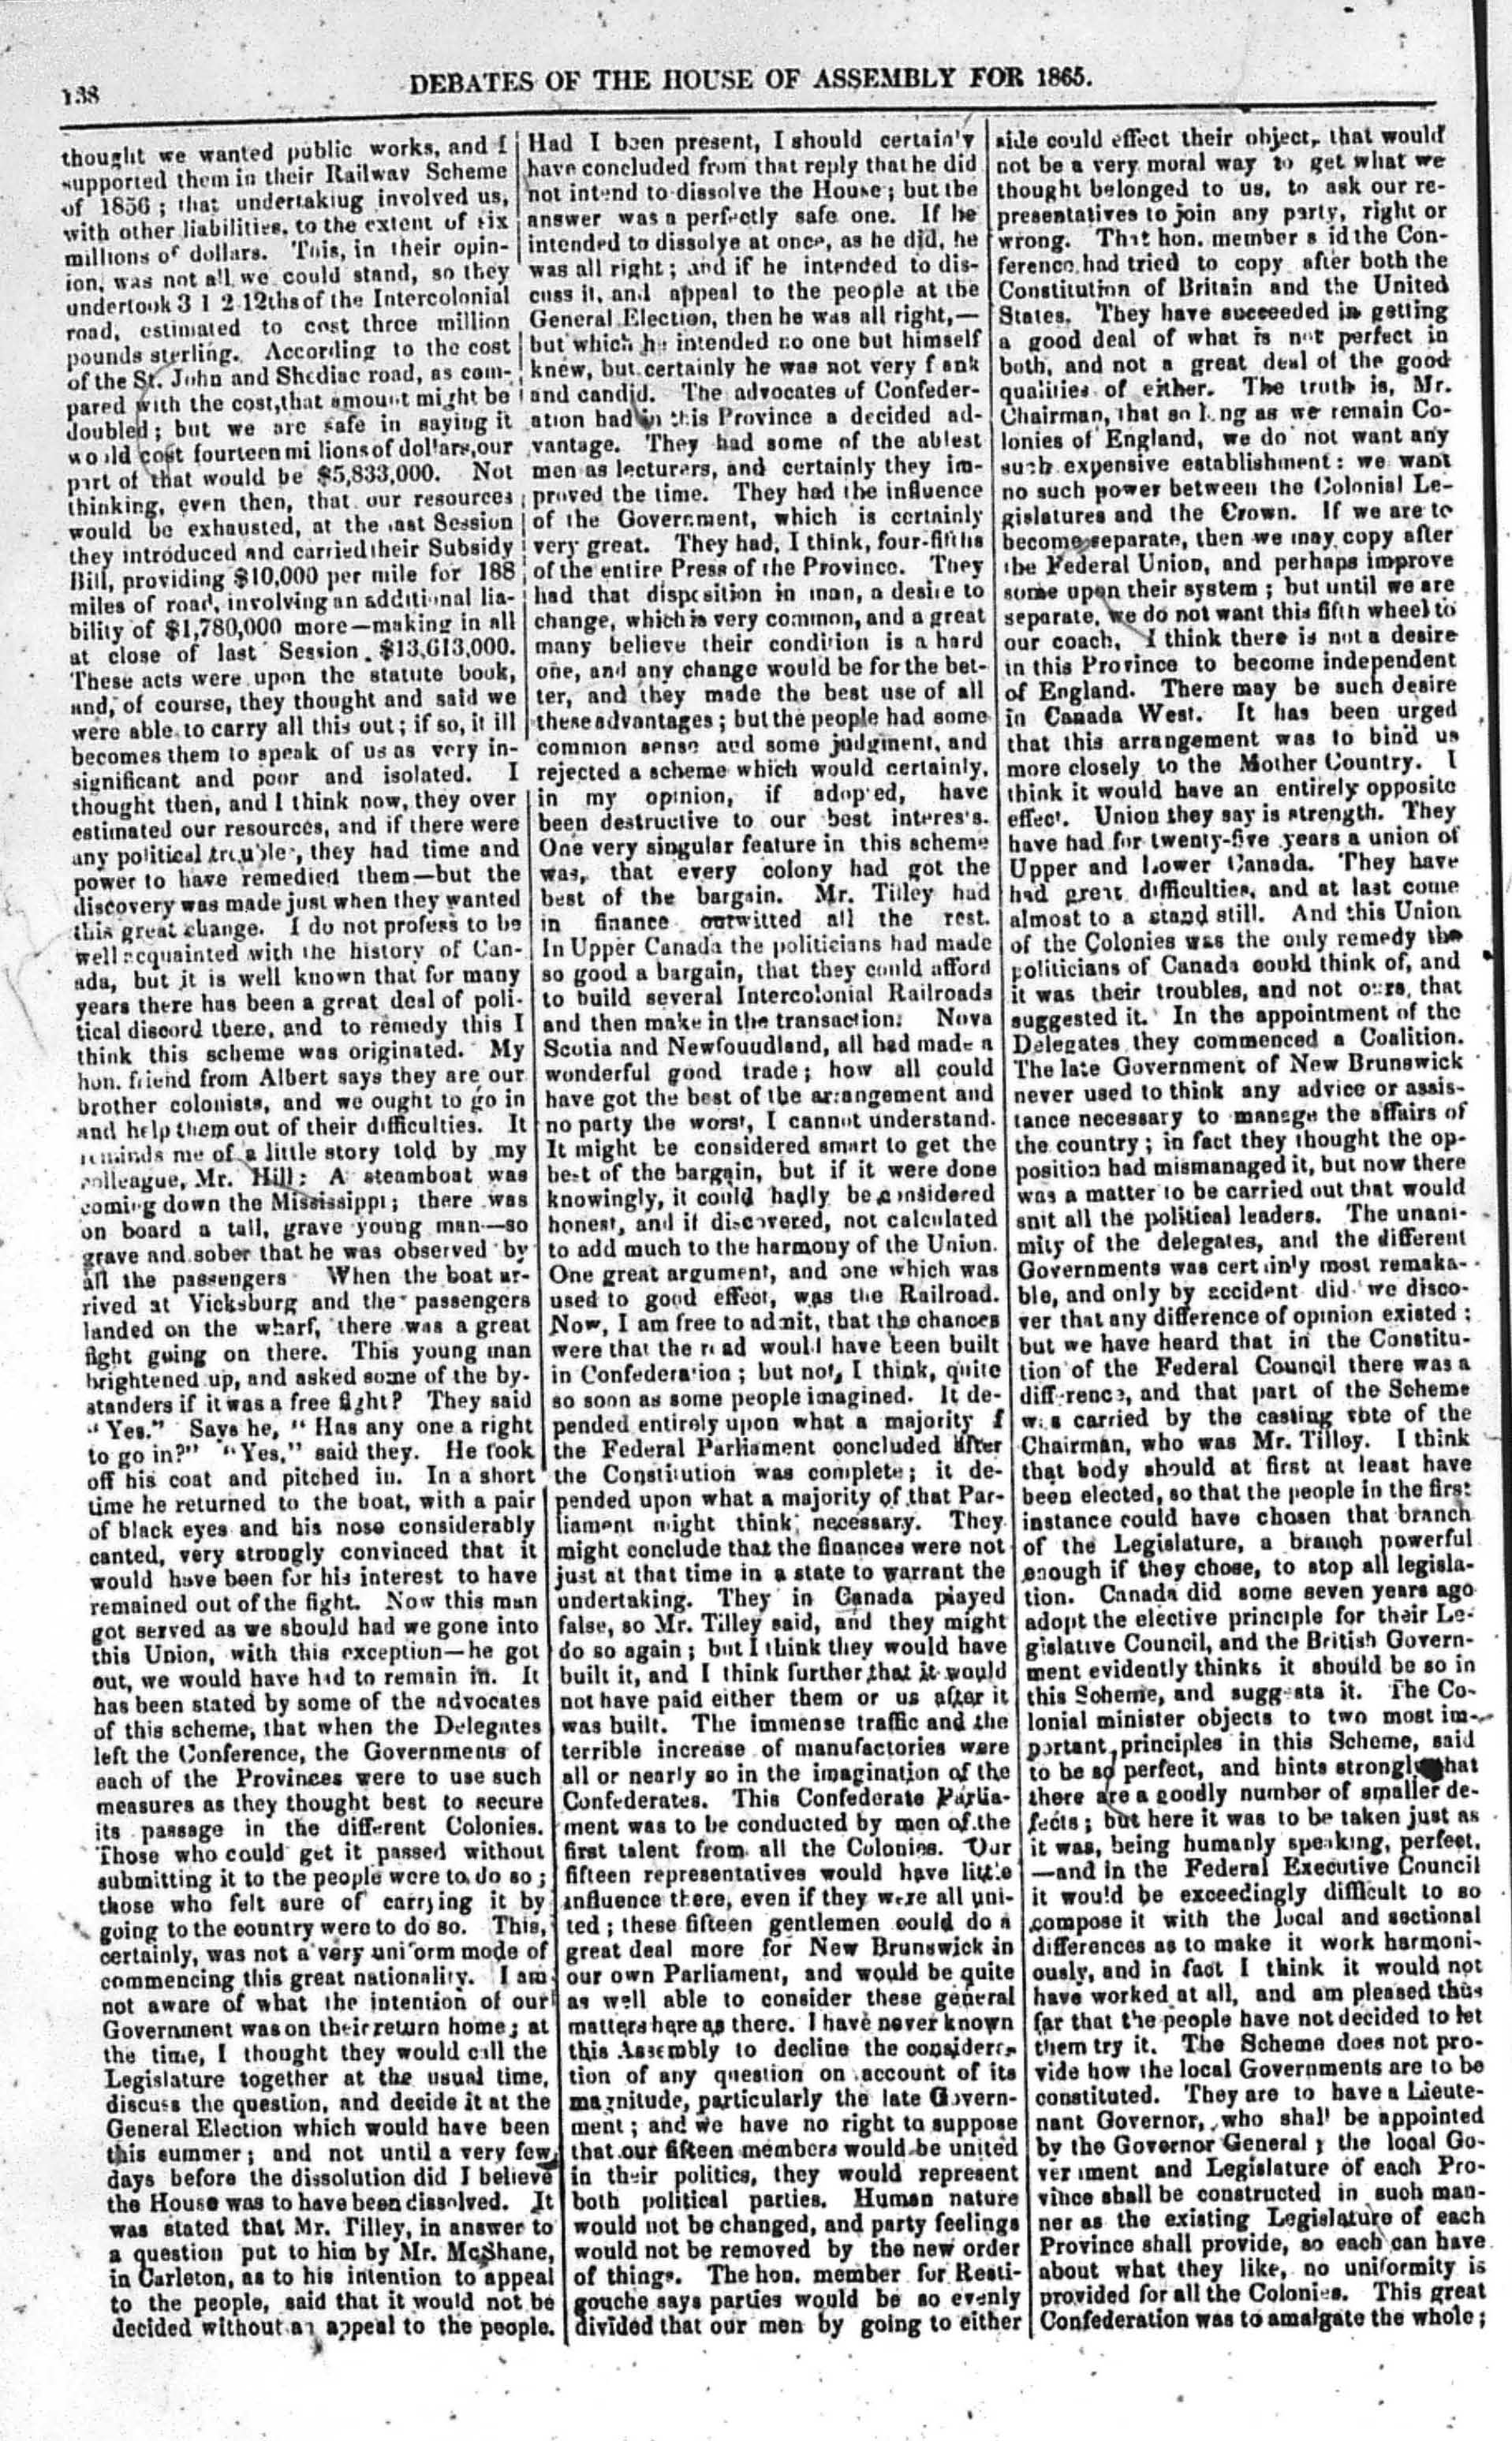 138
DEBATES OF THE HOUSE OF ASSEMBLY FOR 1865.
thought we wanted public works, and I
supported them in their Railway Scheme
of 1856 ; that undertaking involved us,
with other liabilities, to the extent of six
millions of dollars. This, in their opin-
ion, was not all we could stand, so they
undertook 3 1 2-12ths of the Intercolonial
road, estimated to cost three million
pounds sterling. According to the cost
of the St. John and Shediac road, as com-
pared with the cost, that amount might be
doubled ; but we are safe in saying it
would cost fourteen millions of dollars, our
part of that would be $5,833,000. Not
thinking, even then, that our resources
would be exhausted, at the last Session
they introduced and carried their Subsidy
Bill, providing $10,000 per mile for 188
miles of road, involving an additional lia-
bility of $1,780,000 more—making in all
at close of last Session $13,613,000.
These acts were upon the statute book,
and, of course, they thought and said we
were able to carry all this out ; if so, it ill
becomes them to speak of us as very in-
significant and poor and isolated. I
thought then, and I think now, they over
estimated our resources, and if there were
any political trouble, they had time and
power to have remedied them—but the
discovery was made just when they wanted
this great change. I do not profess to be
well acquainted with the history of Can-
ada, but it is well known that for many
years there has been a great deal of poli-
tical discord there, and to remedy this I
think this scheme was originated. My
hon. friend from Albert says they are our
brother colonists, and we ought to go in
and help them out of their difficulties. It
reminds me of a little story told by my
colleague, Mr. Hill: A steamboat was
coming down the Mississippi ; there was
on board a tall, grave young man—so
grave and sober that he was observed by
all the passengers When the boat ar-
rived at Vicksburg and the passengers
landed on the wharf, there was a great
fight going on there. This young man
brightened up, and asked some of the by-
standers if it was a free fight? They said
" Yes." Says he, " Has any one a right
to go in?" "Yes," said they. He took
off his coat and pitched in. In a short
time he returned to the boat, with a pair
of black eyes and his nose considerably
canted, very strongly convinced that it
would have been for his interest to have
remained out of the fight. Now this man
got served as we should had we gone into
this Union, with this exception—he got
out, we would have had to remain in. It
has been stated by some of the advocates
of this scheme, that when the Delegates
left the Conference, the Governments of
each of the Provinces were to use such
measures as they thought best to secure
its passage in the different Colonies.
Those who could get it passed without
submitting it to the people were to do so ;
those who felt sure of carrying it by
going to the country were to do so. This,
certainly, was not a very uniform mode of
commencing this great nationality. I am
not aware of what the intention of our
Government was on their return home ; at
the time, I thought they would call the
Legislature together at the usual time,
discuss the question, and decide it at the
General Election which would have been
this summer ; and not until a very few
days before the dissolution did I believe
the House was to have been dissolved. It
was stated that Mr. Tilley, in answer to
a question put to him by Mr. McShane,
in Carleton, as to his intention to appeal
to the people, said that it would not be
decided without an appeal to the people.
Had I been present, I should certain'y
have concluded from that reply that he did
not intend to dissolve the House ; but the
answer was a perfectly safe one. If he
intended to dissolve at once, as he did, he
was all right ; and if he intended to dis-
cuss it, and appeal to the people at the
General Election, then he was all right,—
but which he intended no one but himself
knew, but certainly he was not very frank
and candid. The advocates of Confeder-
ation had in this Province a decided ad-
vantage. They had some of the ablest
men as lecturers, and certainly they im-
proved the time. They had the influence
of the Government, which is certainly
very great. They had, I think, four-fifths
of the entire Press of the Province. They
had that disposition in man, a desire to
change, which is very common, and a great
many believe their condition is a hard
one, and any change would be for the bet-
ter, and they made the best use of all
these advantages ; but the people had some
common sense and some judgment, and
rejected a scheme which would certainly,
in my opinion, if adopted, have
been destructive to our best interests.
One very singular feature in this scheme
was, that every colony had got the
best of the bargain. Mr. Tilley had
in finance outwitted all the rest.
In Upper Canada the politicians had made
so good a bargain, that they could afford
to build several Intercolonial Railroads
and then make in the transaction. Nova
Scotia and Newfouudland, all had made a
wonderful good trade ; how all could
have got the best of the arrangement and
no party the worst, I cannot understand.
It might be considered smart to get the
best of the bargain, but if it were done
knowingly, it could hadly be considered
honest, and if discovered, not calculated
to add much to the harmony of the Union.
One great argument, and one which was
used to good effect, was the Railroad.
Now, I am free to admit, that the chances
were that the road would have been built
in Confederation ; but not, I think, quite
so soon as some people imagined. It de-
pended entirely upon what a majority f
the Federal Parliament concluded after
the Constitution was complete ; it de-
pended upon what a majority of that Par-
liament might think necessary. They
might conclude that the finances were not
just at that time in a state to warrant the
undertaking. They in Canada played
false, so Mr. Tilley said, and they might
do so again ; but I think they would have
built it, and I think further that it would
not have paid either them or us after it
was built. The immense traffic and the
terrible increase of manufactories were
all or nearly so in the imagination of the
Confederates. This Confederate Parlia-
ment was to be conducted by men of the
first talent from all the Colonies. Our
fifteen representatives would have little
influence there, even if they were all uni-
ted ; these fifteen gentlemen could do a
great deal more for New Brunswick in
our own Parliament, and would be quite
as well able to consider these general
matters here as there. I have never known
this Assembly to decline the considera-
tion of any question on account of its
magnitude, particularly the late Govern-
ment ; and we have no right to suppose
that our fifteen members would be united
in their politics, they would represent
both political parties. Human nature
would not be changed, and party feelings
would not be removed by the new order
of things. The hon. member for Resti-
gouche says parties would be so evenly
divided that our men by going to either
side could effect their object, that would
not be a very moral way to get what we
thought belonged to us, to ask our re-
presentatives to join any party, right or
wrong. That hon. member said the Con-
ference had tried to copy after both the
Constitution of Britain and the United
States. They have succeeded in getting
a good deal of what is not perfect in
both, and not a great deal of the good
qualities of either. The truth is, Mr.
Chairman, that so long as we remain Co-
lonies of England, we do not want any
such expensive establishment : we want
no such power between the Colonial Le-
gislatures and the Crown. If we are to
become separate, then we may copy after
the Federal Union, and perhaps improve
some upon their system ; but until we are
separate, we do not want this fifth wheel to
our coach. I think there is not a desire
in this Province to become independent
of England. There may be such desire
in Canada West. It has been urged
that this arrangement was to bind us
more closely to the Mother Country. I
think it would have an entirely opposite
effect. Union they say is strength. They
have had for twenty-five years a union of
Upper and Lower Canada. They have
had great difficulties, and at last come
almost to a stand still. And this Union
of the Colonies was the only remedy the
politicians of Canada could think of, and
it was their troubles, and not ours, that
suggested it. In the appointment of the
Delegates they commenced a Coalition.
The late Government of New Brunswick
never used to think any advice or assis-
tance necessary to manage the affairs of
the country ; in fact they thought the op-
position had mismanaged it, but now there
was a matter to be carried out that would
snit all the political leaders. The unani-
mity of the delegates, and the different
Governments was certain'y most remaka-
ble, and only by accident did we disco-
ver that any difference of opinion existed ;
but we have heard that in the Constitu-
tion of the Federal Council there was a
difference, and that part of the Scheme
was carried by the casting vote of the
Chairman, who was Mr. Tilley. I think
that body should at first at least have
been elected, so that the people in the first
instance could have chosen that branch
of the Legislature, a branch powerful
enough if they chose, to stop all legisla-
tion. Canada did some seven years ago
adopt the elective principle for their Le-
gislative Council, and the British Govern-
ment evidently thinks it should be so in
this Scheme, and suggests it. The Co-
lonial minister objects to two most im-
portant principles in this Scheme, said
to be so perfect, and hints strongly that
there are a goodly number of smaller de-
fects ; but here it was to be taken just as
it was, being humanly speaking, perfect,
—and in the Federal Executive Council
it would be exceedingly difficult to so
compose it with the local and sectional
differences as to make it work harmoni-
ously, and in fact I think it would not
have worked at all, and am pleased thus
far that the people have not decided to let
them try it. The Scheme does not pro-
vide how the local Governments are to be
constituted. They are to have a Lieute-
nant Governor, who shall be appointed
by the Governor General ; the local Go-
vernment and Legislature of each Pro-
vince shall be constructed in such man-
ner as the existing Legislature of each
Province shall provide, so each can have
about what they like, no uniformity is
provided for all the Colonies. This great
Confederation was to amalgate the whole ;